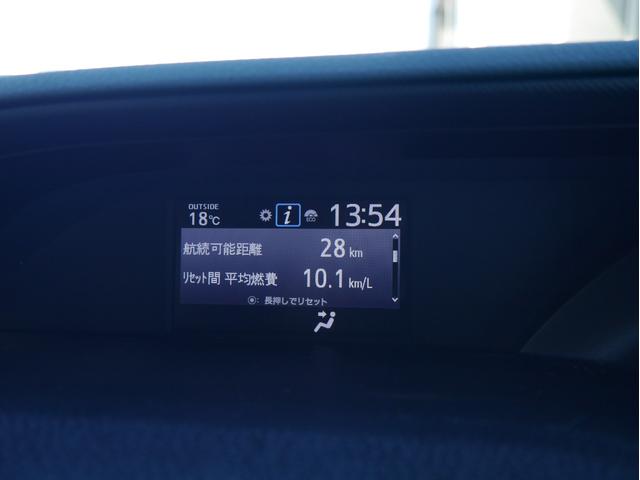 OUTSIDE
18℃ i ECO 13:54
航続可能距離 28 km
ﾘｾｯﾄ間 平均燃費 10.1 km/L
◉: 長押しでリセット